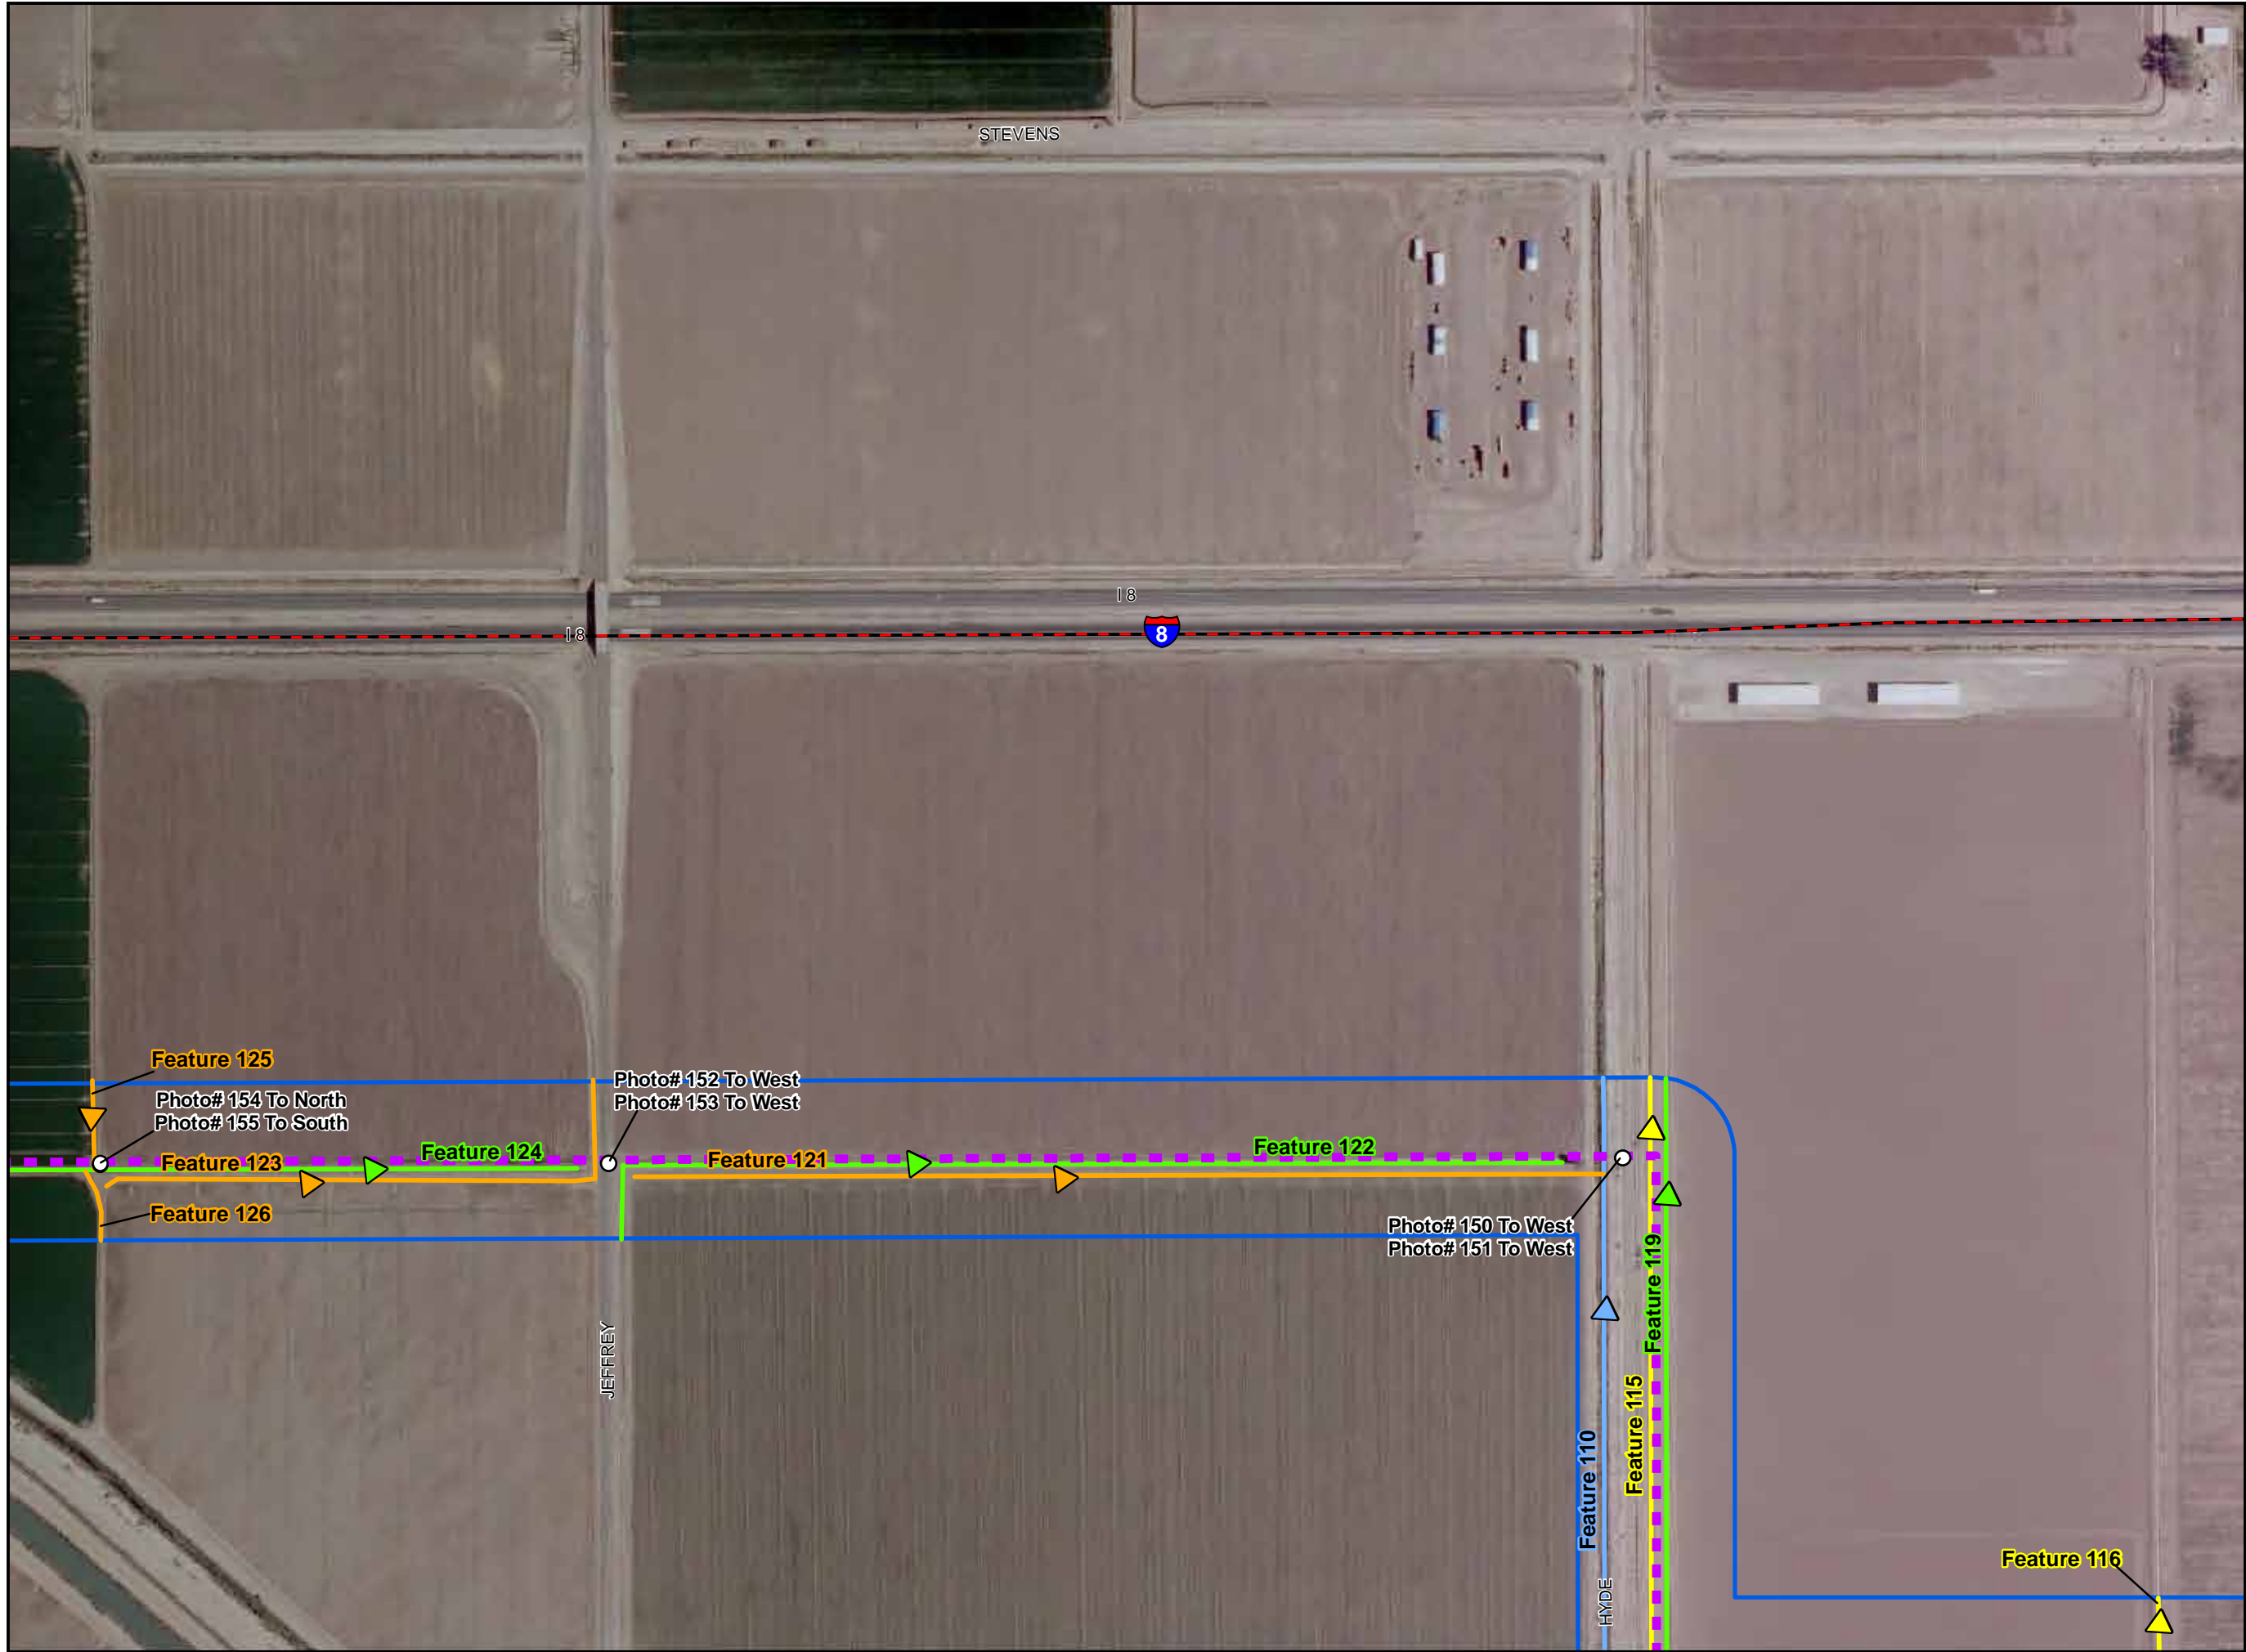 STEVENS
I 8
I 8
8
Feature 125
Photo# 154 To North
Photo# 155 To South
Photo# 152 To West
Photo# 153 To West
Feature 124
Feature 123
Feature 121
Feature 122
Feature 126
Photo# 150 To West
Photo# 151 To West
Feature 119
JEFFREY
Feature 115
Feature 110
HYDE
Feature 116